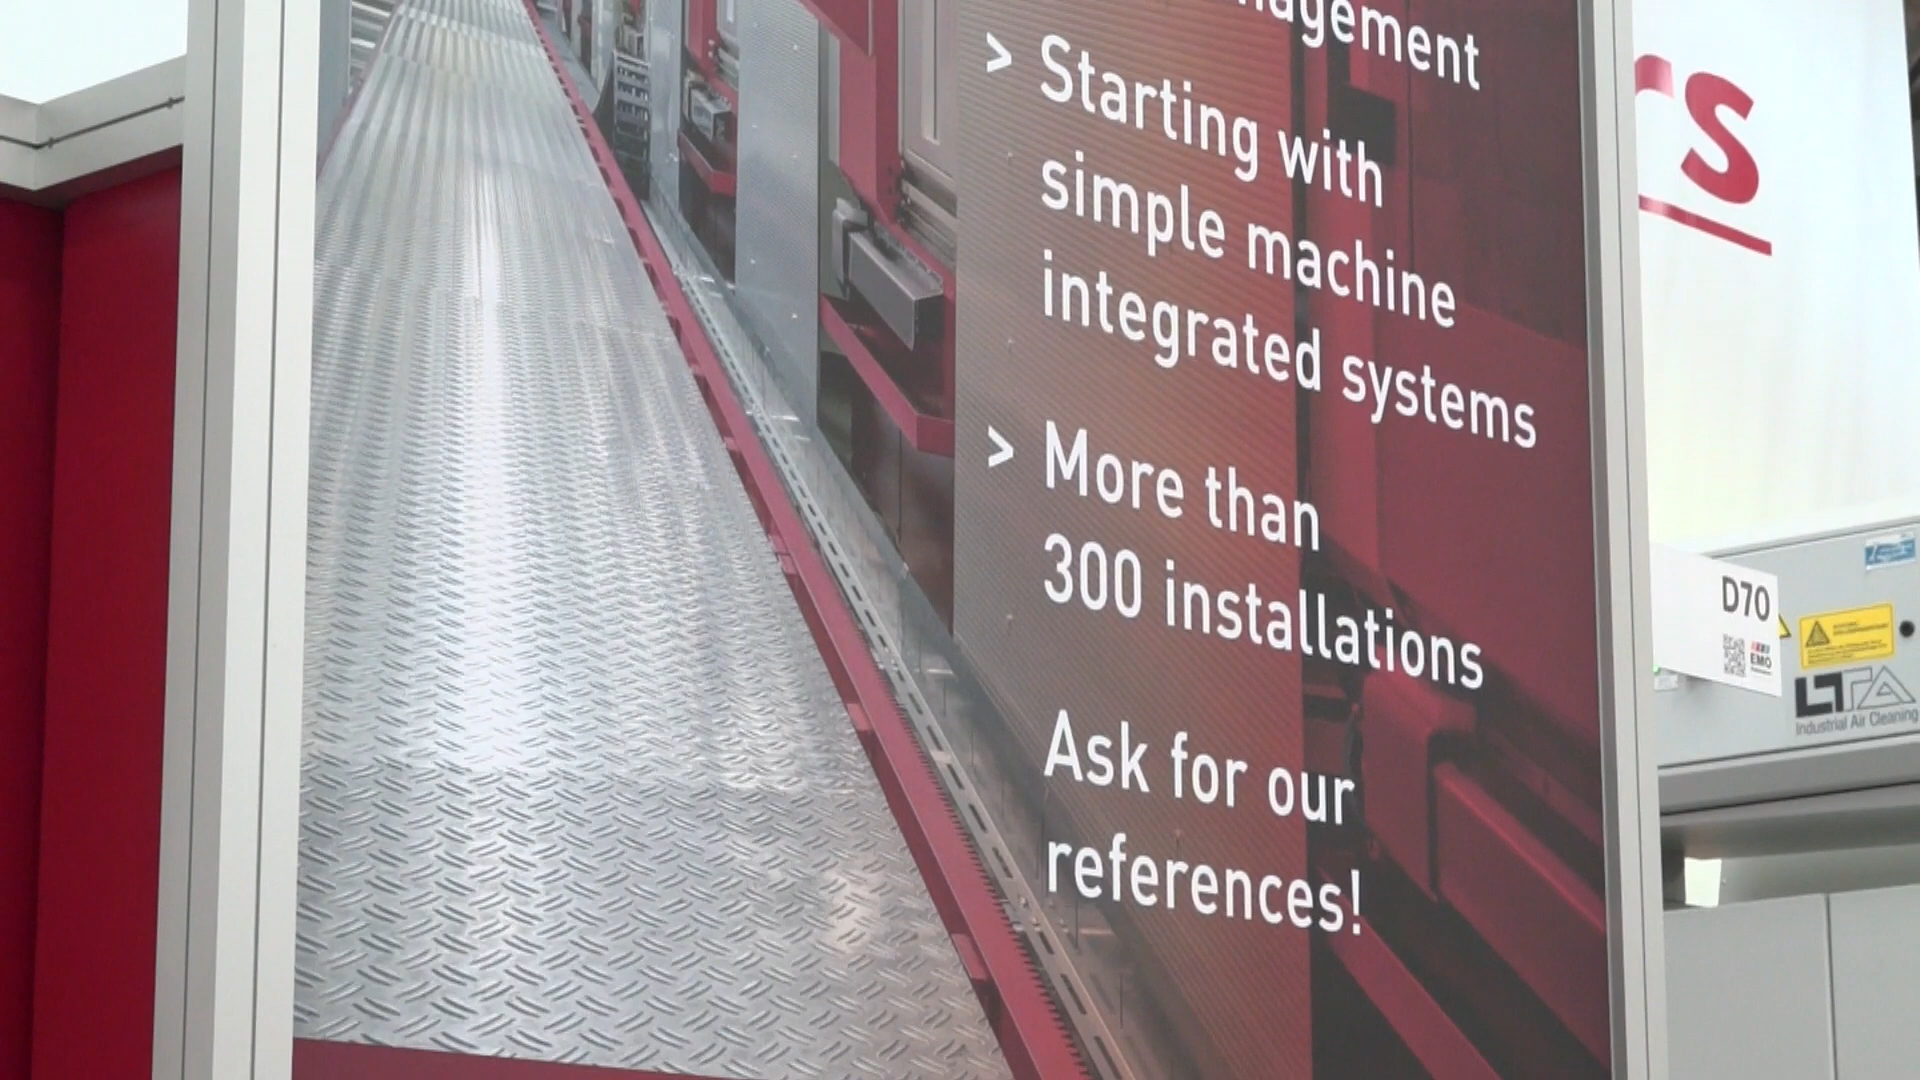 > Starting with
simple machine
integrated systems
> More than
300 installations
Ask for our
references!
rs
D70
EMO
LTA
Industrial Air Cleaning